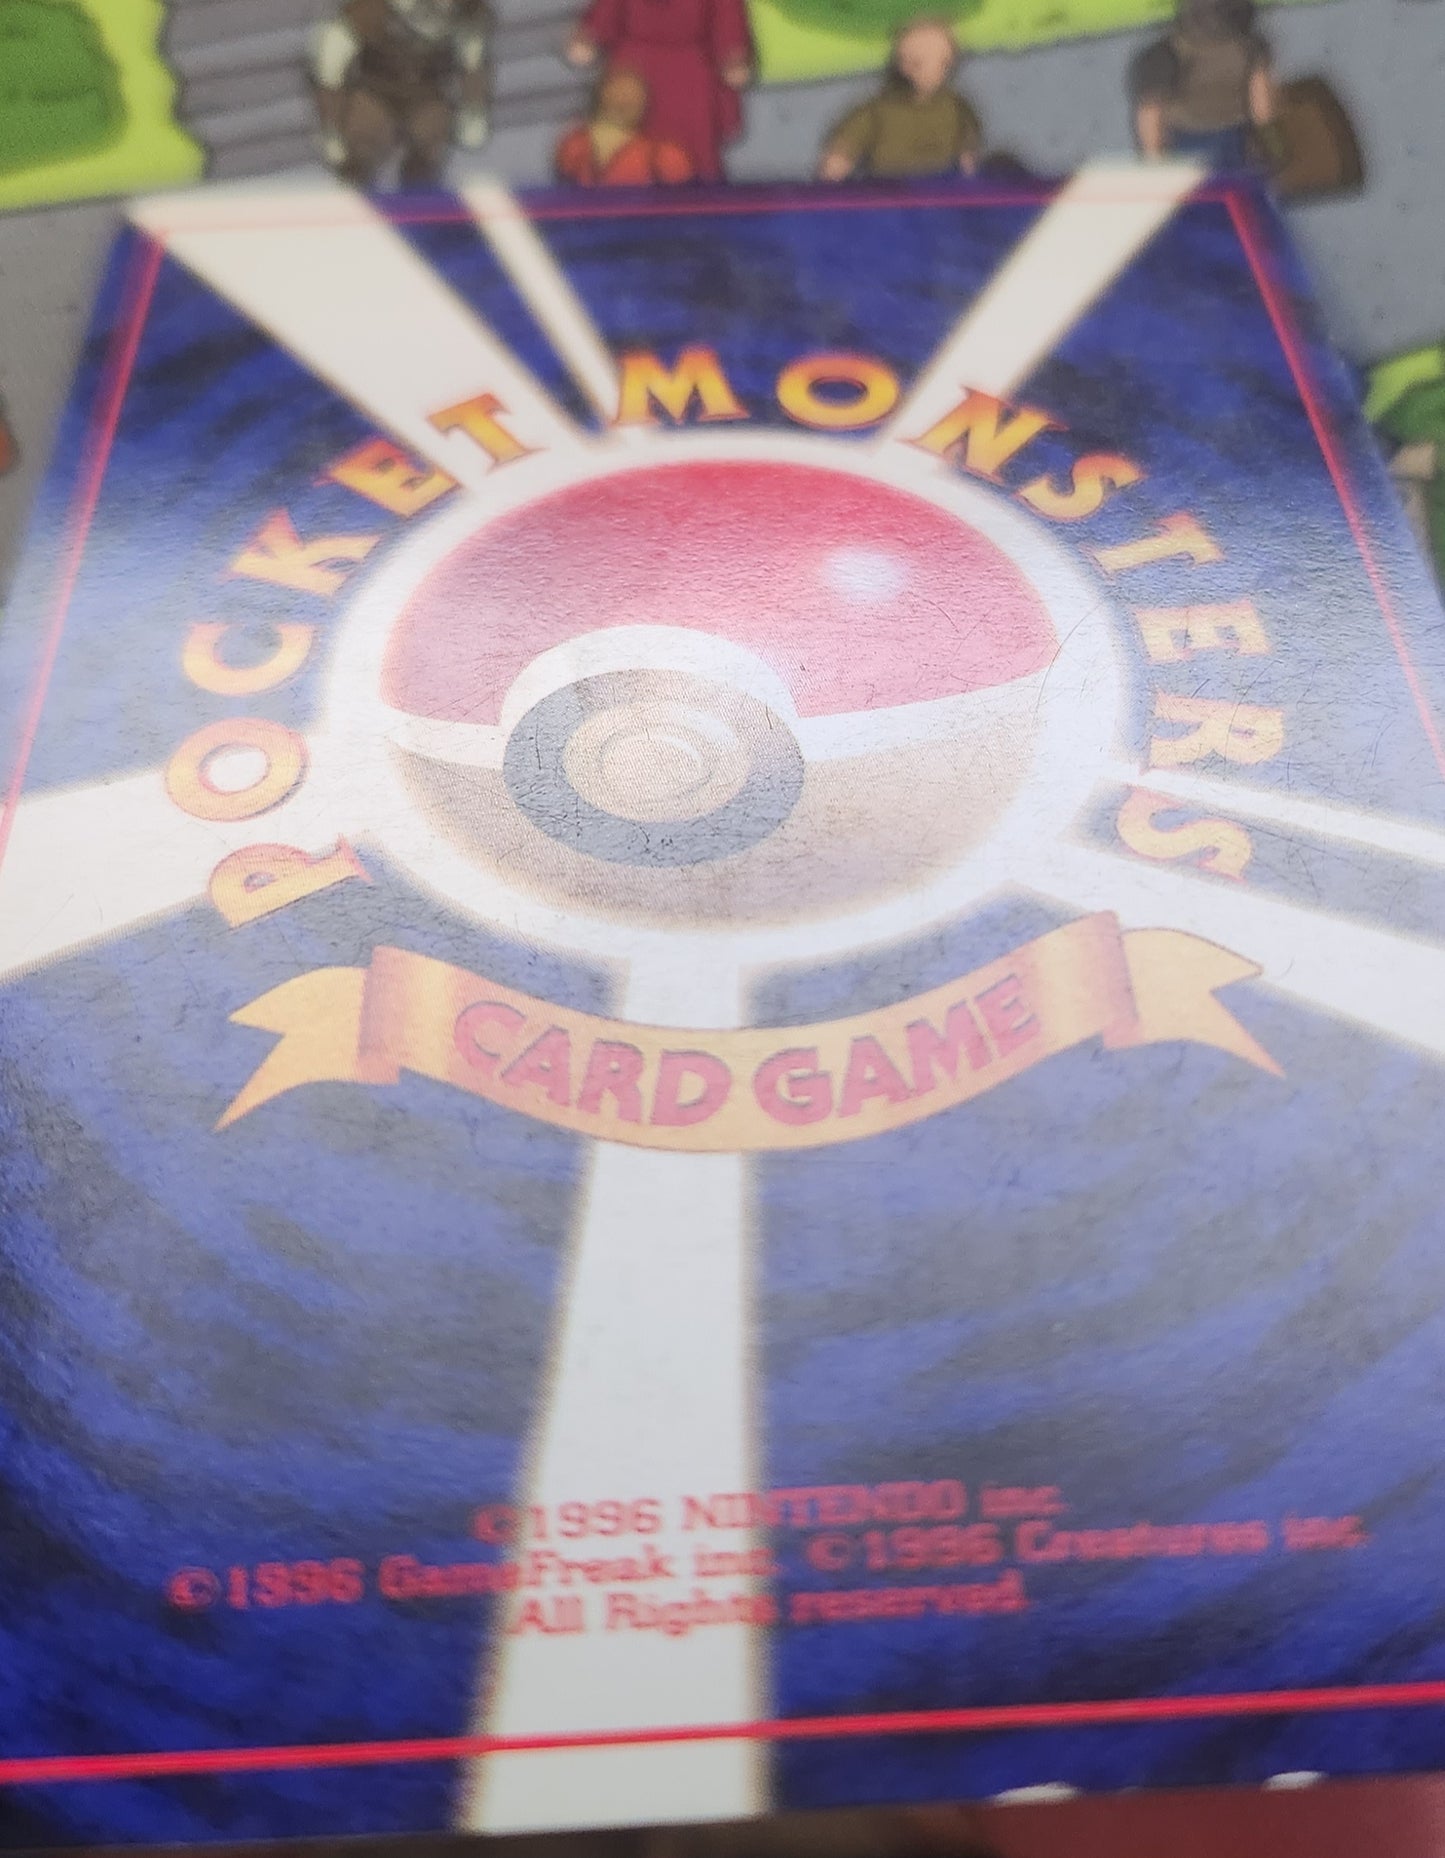 POCKET MONSTERS
CARD GAME
©1996 NINTENDO inc.
©1996 GameFreak inc. ©1996 Creatures inc.
All Rights reserved.